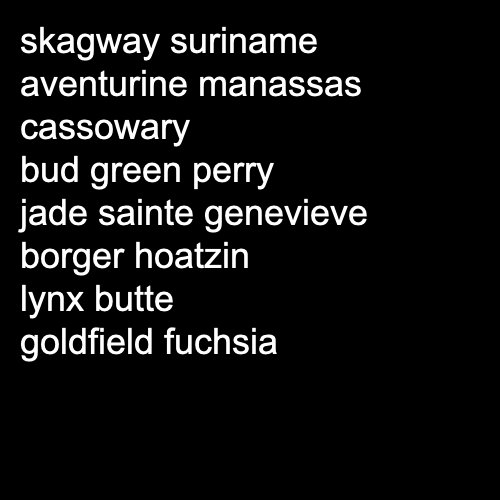 skagway suriname
aventurine manassas
cassowary
bud green perry
jade sainte genevieve
borger hoatzin
lynx butte
goldfield fuchsia